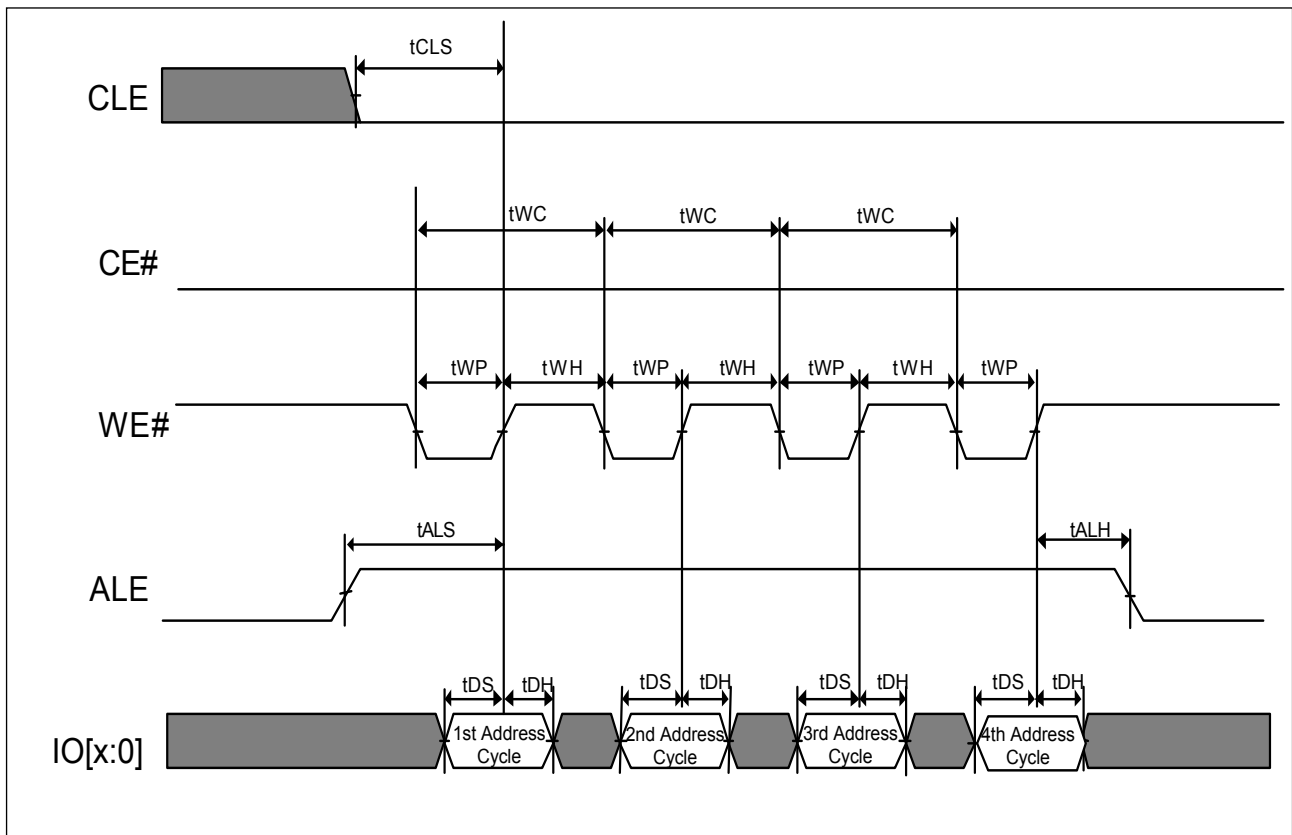 tCLS
CLE
tWC tWC tWC
CE#
tWP tWH tWP tWH tWP tWH tWP
WE#
tALS tALH
ALE
tDS tDH tDS tDH tDS tDH tDS tDH
IO[x:0]
1st Address
Cycle
2nd Address
Cycle
3rd Address
Cycle
4th Address
Cycle